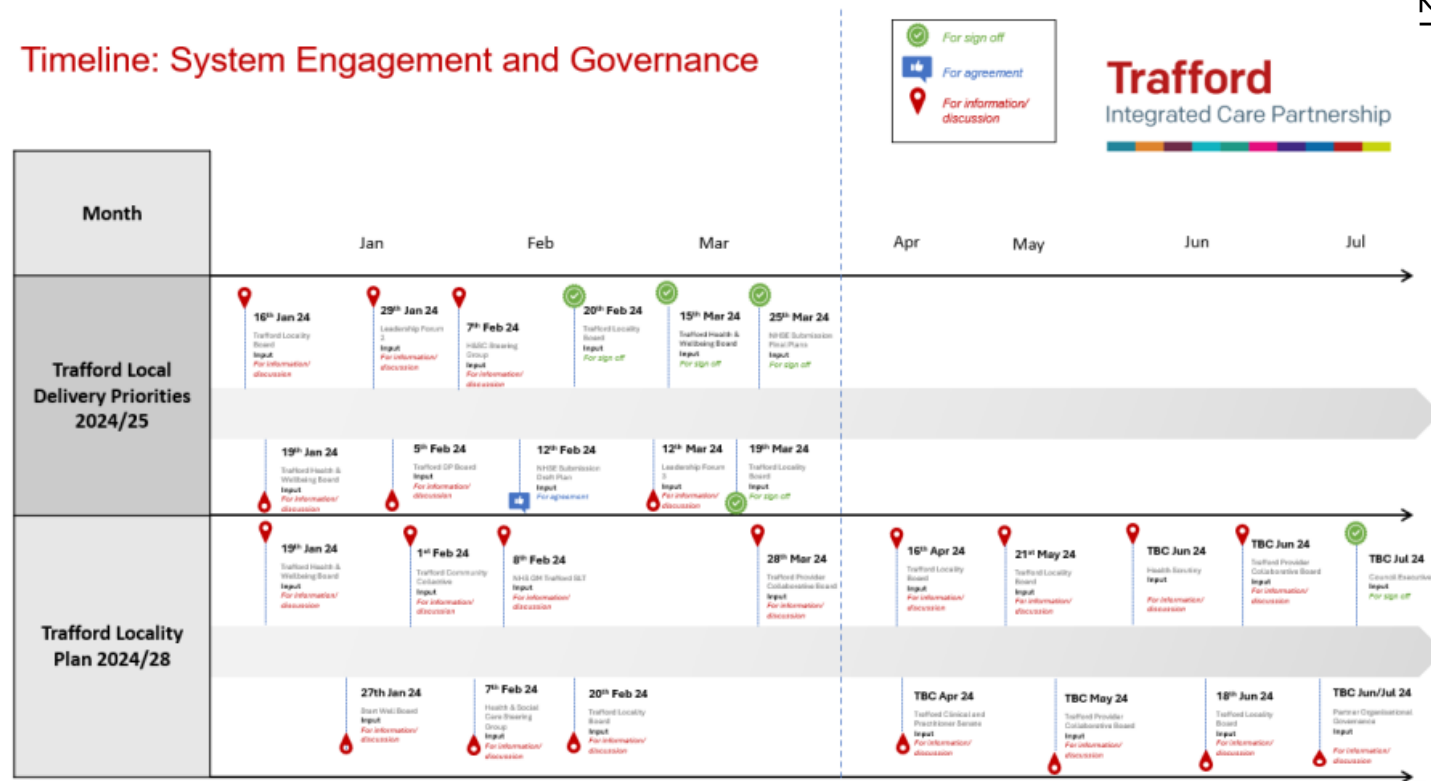 Timeline: System Engagement and Governance
For sign off
For agreement
For information/
discussion
Trafford
Integrated Care Partnership
Month
Jan
Feb
Mar
Apr
May
Jun
Jul
Trafford Local
Delivery Priorities
2024/25
16th Jan 24
Trafford Locality
Board
Input
For information/
discussion
29th Jan 24
Leadership Forum
2
Input
For information/
discussion
7th Feb 24
H&SC Steering
Group
Input
For information/
discussion
20th Feb 24
Trafford Locality
Board
Input
For sign off
15th Mar 24
Trafford Health &
Wellbeing Board
Input
For sign off
25th Mar 24
NHSE Submission
Final Plans
Input
For sign off
19th Jan 24
Trafford Health &
Wellbeing Board
Input
For information/
discussion
5th Feb 24
Trafford GP Board
Input
For information/
discussion
12th Feb 24
NHSE Submission
Draft Plan
Input
For agreement
12th Mar 24
Leadership Forum
3
Input
For information/
discussion
19th Mar 24
Trafford Locality
Board
Input
For sign off
Trafford Locality
Plan 2024/28
19th Jan 24
Trafford Health &
Wellbeing Board
Input
For information/
discussion
1st Feb 24
Trafford Community
Collective
Input
For information/
discussion
8th Feb 24
NHS GM Trafford SLT
Input
For information/
discussion
28th Mar 24
Trafford Provider
Collaborative Board
Input
For information/
discussion
16th Apr 24
Trafford Locality
Board
Input
For information/
discussion
21st May 24
Trafford Locality
Board
Input
For information/
discussion
TBC Jun 24
Health Scrutiny
Input
For information/
discussion
TBC Jun 24
Trafford Provider
Collaborative Board
Input
For information/
discussion
TBC Jul 24
Council Executive
Input
For sign off
27th Jan 24
Start Well Board
Input
For information/
discussion
7th Feb 24
Health & Social
Care Steering
Group
Input
For information/
discussion
20th Feb 24
Trafford Locality
Board
Input
For information/
discussion
TBC Apr 24
Trafford Clinical and
Practitioner Senate
Input
For information/
discussion
TBC May 24
Trafford Provider
Collaborative Board
Input
For information/
discussion
18th Jun 24
Trafford Locality
Board
Input
For information/
discussion
TBC Jun/Jul 24
Partner Organisational
Governance
Input
For information/
discussion